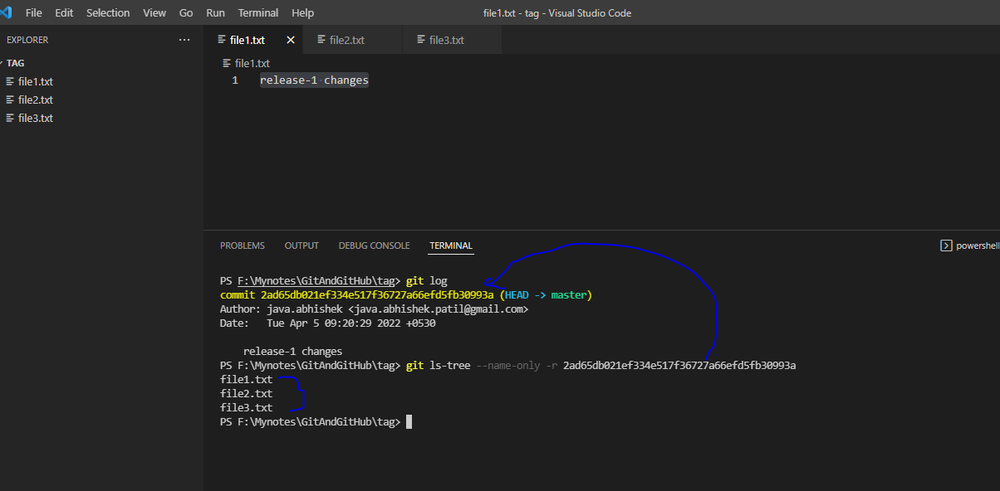 File Edit Selection View Go Run Terminal Help file1.txt - tag - Visual Studio Code
EXPLORER ...
TAG
file1.txt
file2.txt
file3.txt
file1.txt file2.txt file3.txt
file1.txt
1 release-1 changes
PROBLEMS OUTPUT DEBUG CONSOLE TERMINAL powershell
PS F:\Mynotes\GitAndGitHub\tag> git log
commit 2ad65db021ef334e517f36727a66efd5fb30993a (HEAD -> master)
Author: java.abhishek <java.abhishek.patil@gmail.com>
Date: Tue Apr 5 09:20:29 2022 +0530
release-1 changes
PS F:\Mynotes\GitAndGitHub\tag> git ls-tree --name-only -r 2ad65db021ef334e517f36727a66efd5fb30993a
file1.txt
file2.txt
file3.txt
PS F:\Mynotes\GitAndGitHub\tag>